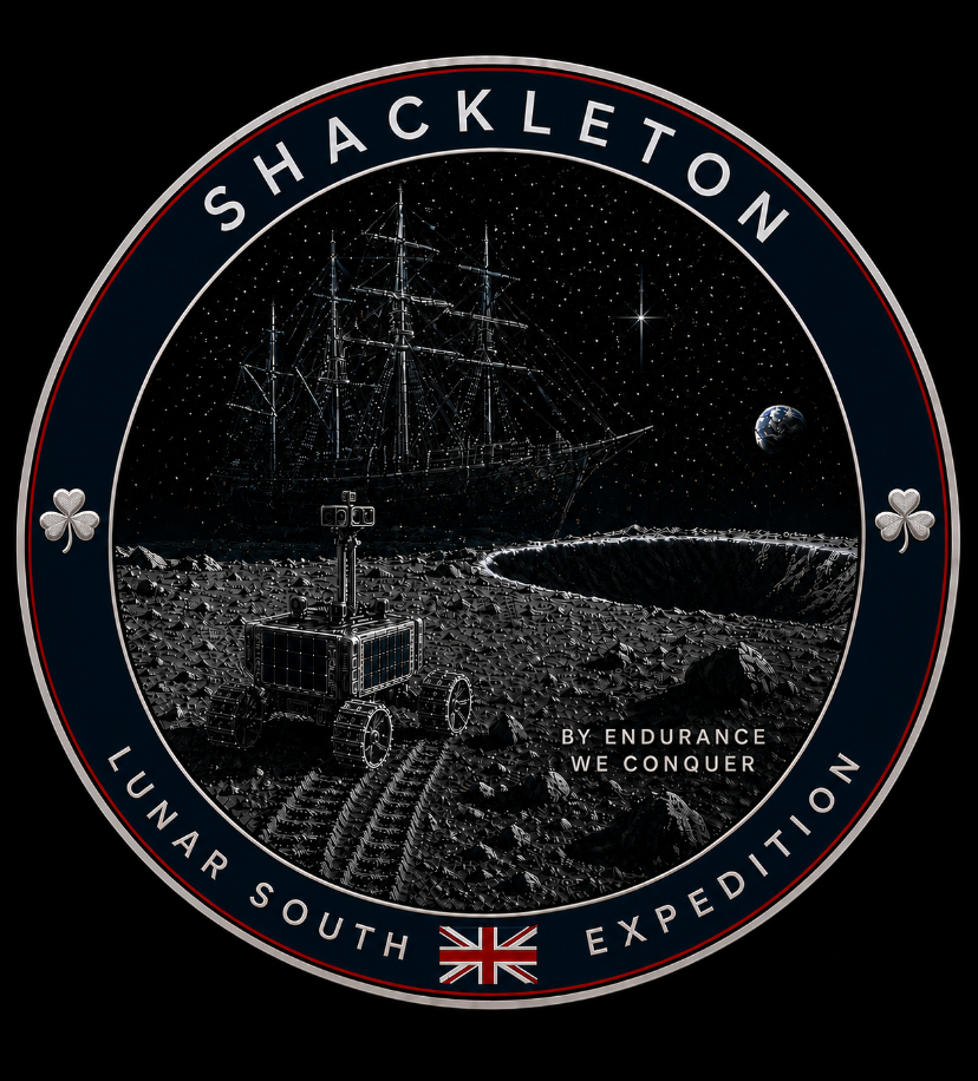 SHACKLETON
BY ENDURANCE
WE CONQUER
LUNAR SOUTH EXPEDITION